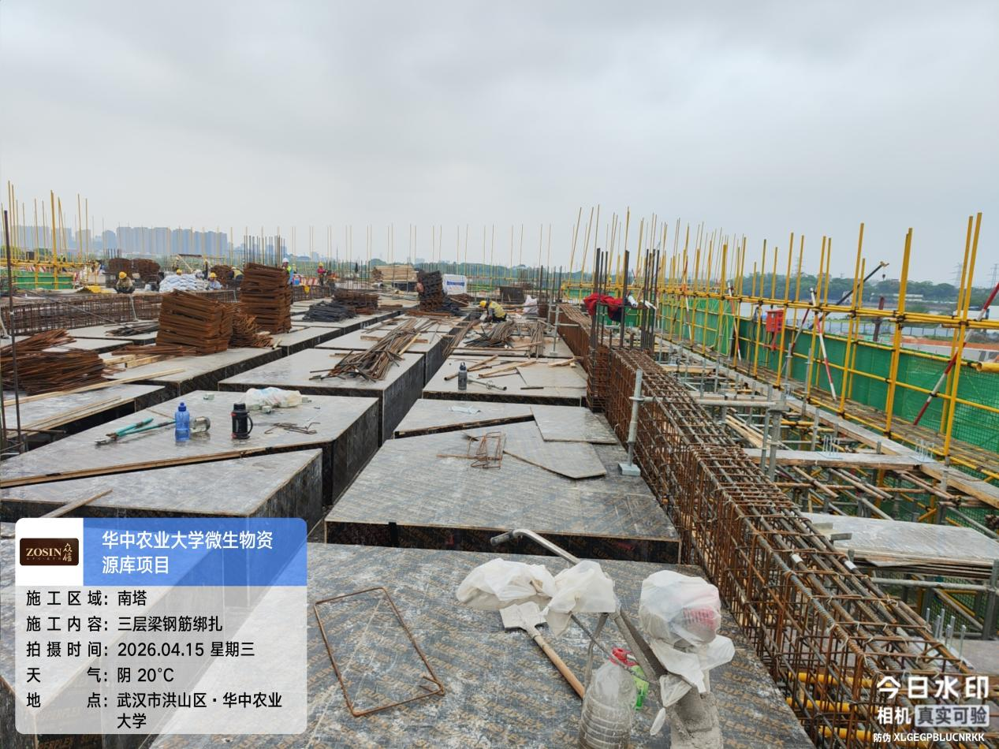 ZOSIN 众信
华中农业大学微生物资
源库项目
施工区域：南塔
施工内容：三层梁钢筋绑扎
拍摄时间：2026.04.15 星期三
天气：阴 20°C
地点：武汉市洪山区·华中农业
大学
今日水印
相机 真实可验
防伪 XLGEGPBLUCNRKK